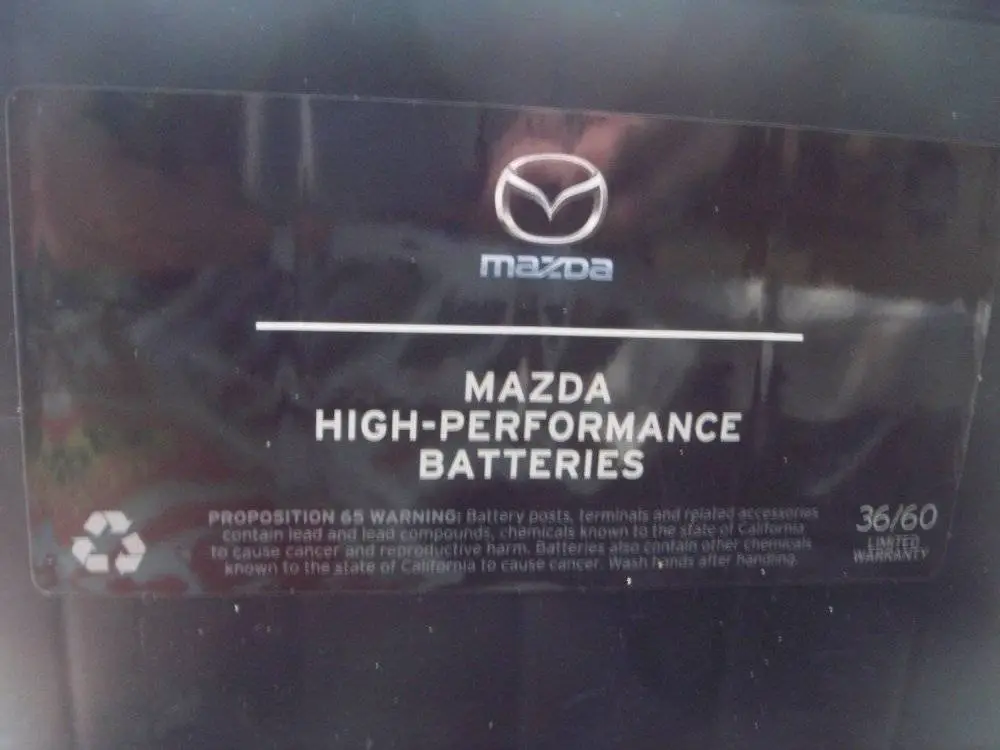 mazda
MAZDA
HIGH-PERFORMANCE
BATTERIES
PROPOSITION 65 WARNING: Battery posts, terminals and related accessories
contain lead and lead compounds, chemicals known to the state of California
to cause cancer and reproductive harm. Batteries also contain other chemicals
known to the state of California to cause cancer. Wash hands after handling.
36/60
LIMITED
WARRANTY